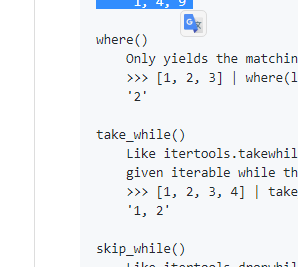 1, 4, 9
where()
Only yields the matchin
>>> [1, 2, 3] | where(l
'2'
take_while()
Like itertools.takewhil
given iterable while th
>>> [1, 2, 3, 4] | take
'1, 2'
skip_while()
Like itertools.dropwhil